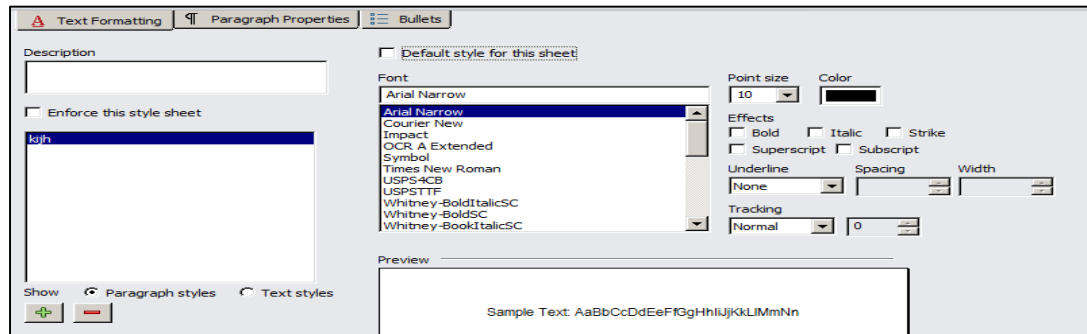 Text Formatting ¶ Paragraph Properties Bullets
Description
Enforce this style sheet
kijh
Show Paragraph styles Text styles
Default style for this sheet
Font
Arial Narrow
Arial Narrow
Courier New
Impact
OCR A Extended
Symbol
Times New Roman
USPS4CB
USPSTTF
Whitney-BoldItalicSC
Whitney-BoldSC
Whitney-BookItalicSC
Point size Color
10
Effects
Bold Italic Strike
Superscript Subscript
Underline Spacing Width
None
Tracking
Normal 0
Preview
Sample Text: AaBbCcDdEeFfGgHhIiJjKkLlMmNn